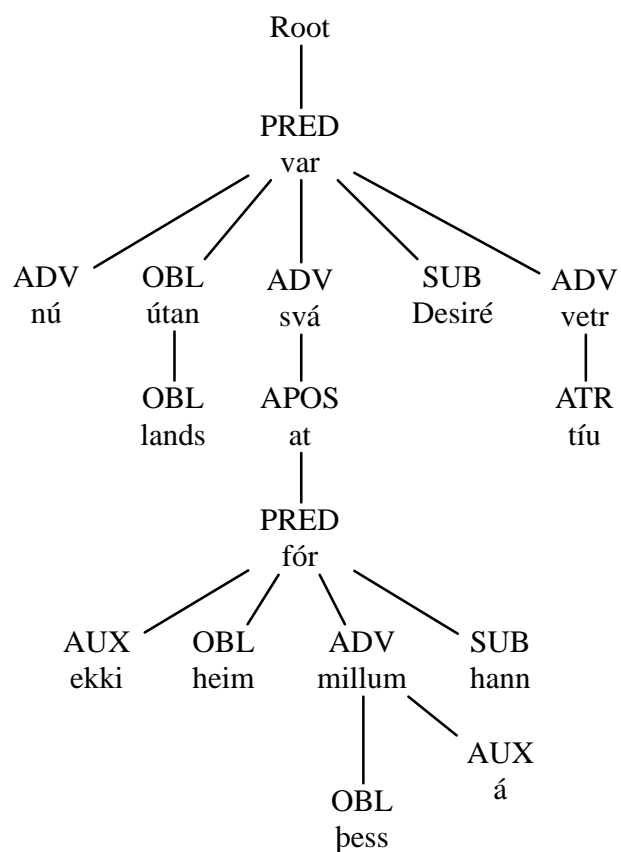 Root
PRED
var
ADV OBL ADV SUB ADV
nú útan svá Desiré vetr
OBL APOS ATR
lands at tíu
PRED
fór
AUX OBL ADV SUB
ekki heim millum hann
AUX
á
OBL
þess